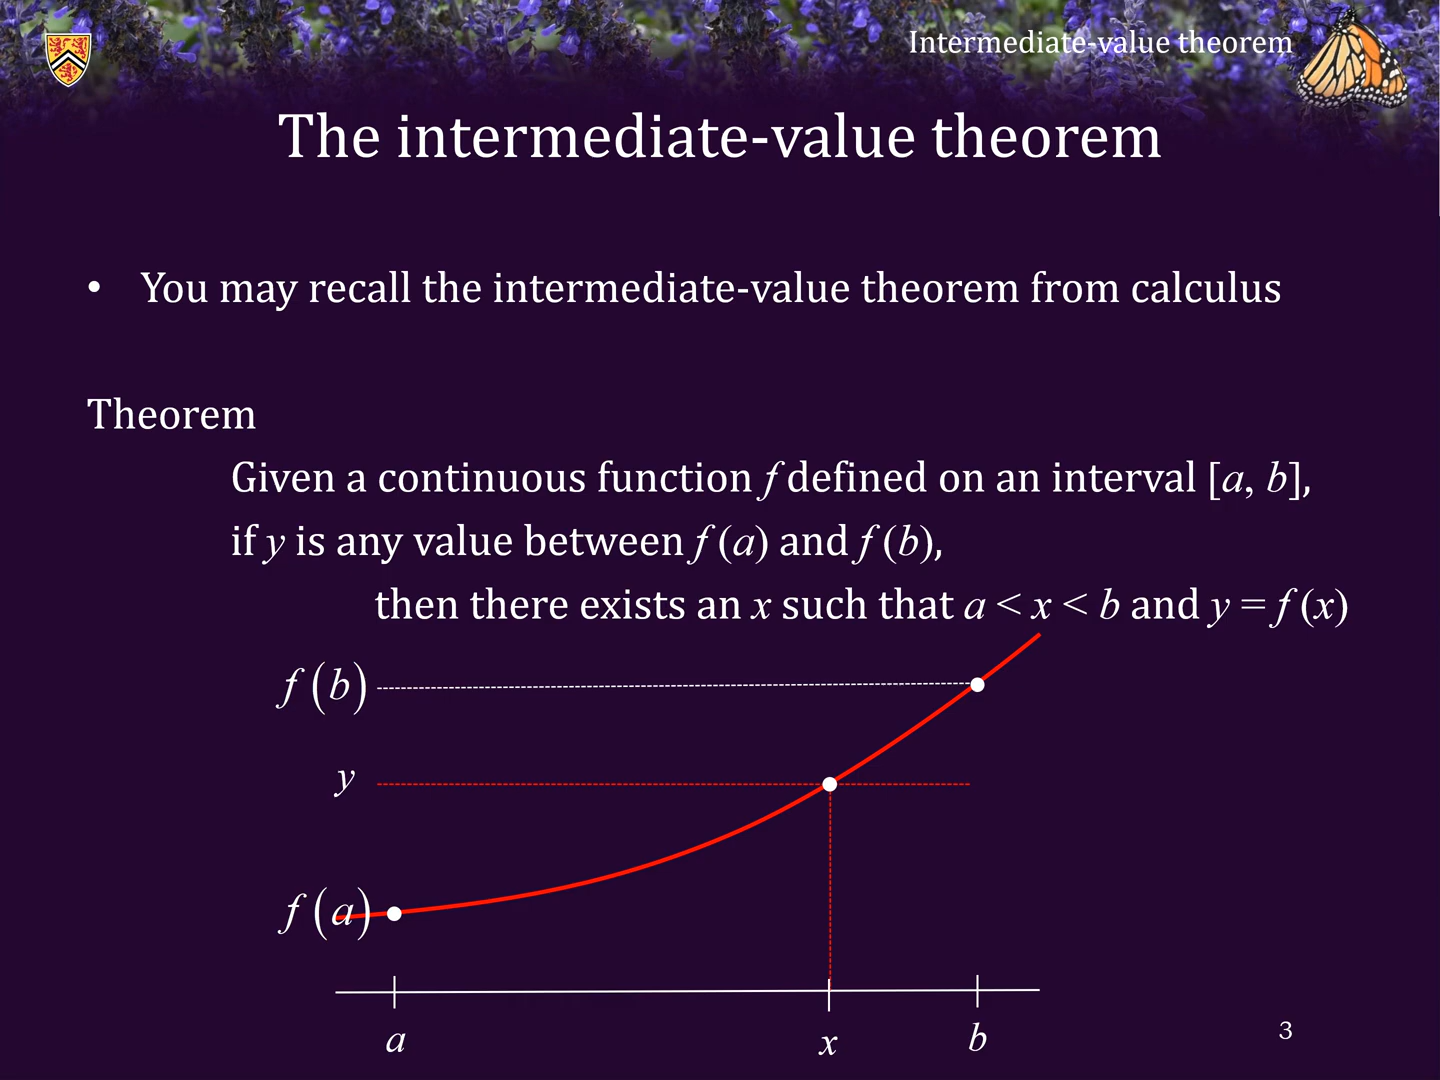 Intermediate-value theorem
The intermediate-value theorem
• You may recall the intermediate-value theorem from calculus
Theorem
Given a continuous function f defined on an interval [a, b],
if y is any value between f (a) and f (b),
then there exists an x such that a < x < b and y = f (x)
f (b)
y
f (a)
a
x
b
3